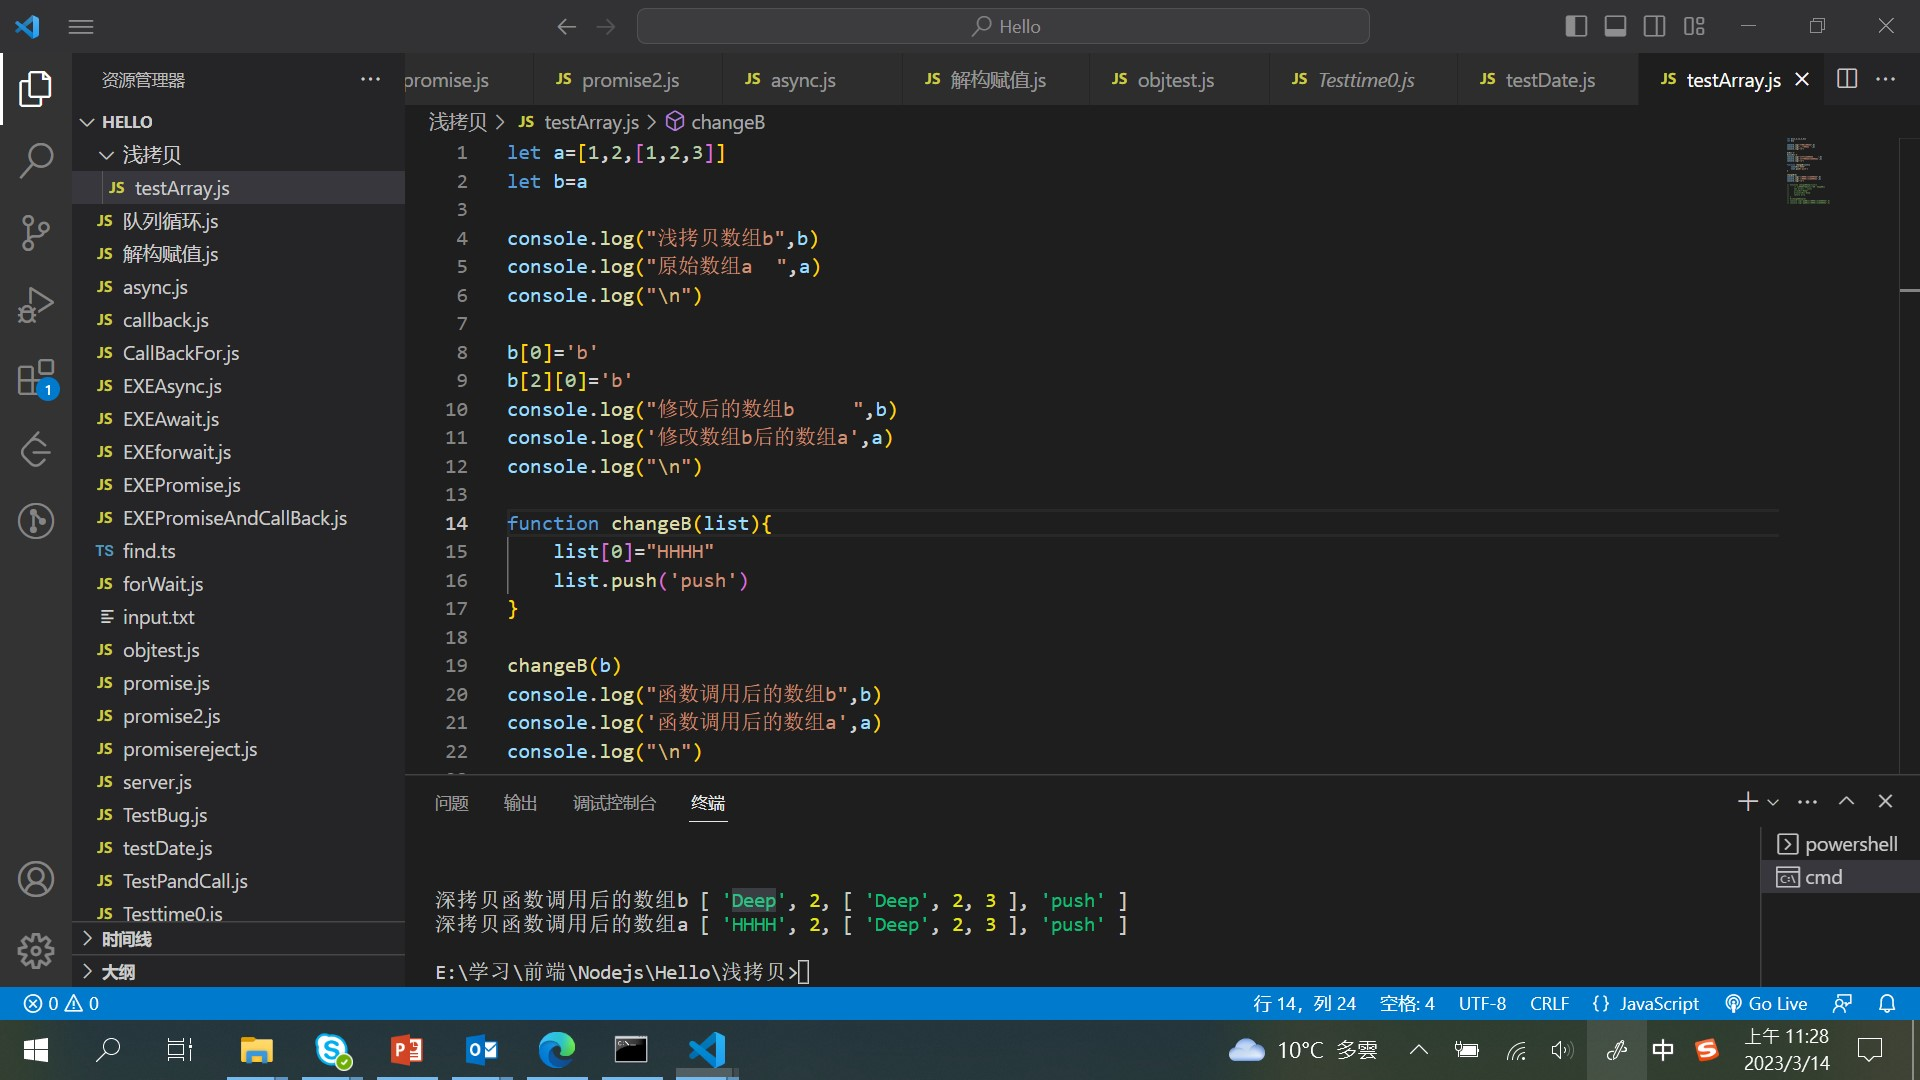 Hello
资源管理器
promise.js
JS promise2.js
JS async.js
JS 解构赋值.js
JS objtest.js
JS Testtime0.js
JS testDate.js
JS testArray.js
HELLO
浅拷贝
JS testArray.js
JS 队列循环.js
JS 解构赋值.js
JS async.js
JS callback.js
JS CallBackFor.js
JS EXEAsync.js
JS EXEAwait.js
JS EXEforwait.js
JS EXEPromise.js
JS EXEPromiseAndCallBack.js
TS find.ts
JS forWait.js
input.txt
JS objtest.js
JS promise.js
JS promise2.js
JS promisereject.js
JS server.js
JS TestBug.js
JS testDate.js
JS TestPandCall.js
JS Testtime0.js
时间线
大纲
1
浅拷贝 > JS testArray.js > changeB
1 let a=[1,2,[1,2,3]]
2 let b=a
3
4 console.log("浅拷贝数组b",b)
5 console.log("原始数组a  ",a)
6 console.log("\n")
7
8 b[0]='b'
9 b[2][0]='b'
10 console.log("修改后的数组b     ",b)
11 console.log('修改数组b后的数组a',a)
12 console.log("\n")
13
14 function changeB(list){
15     list[0]="HHHH"
16     list.push('push')
17 }
18
19 changeB(b)
20 console.log("函数调用后的数组b",b)
21 console.log('函数调用后的数组a',a)
22 console.log("\n")
问题 输出 调试控制台 终端
powershell
cmd
深拷贝函数调用后的数组b [ 'Deep', 2, [ 'Deep', 2, 3 ], 'push' ]
深拷贝函数调用后的数组a [ 'HHHH', 2, [ 'Deep', 2, 3 ], 'push' ]
E:\学习\前端\Nodejs\Hello\浅拷贝>
0 0
行 14，列 24 空格: 4 UTF-8 CRLF {} JavaScript Go Live
10°C 多雲
中
上午 11:28
2023/3/14